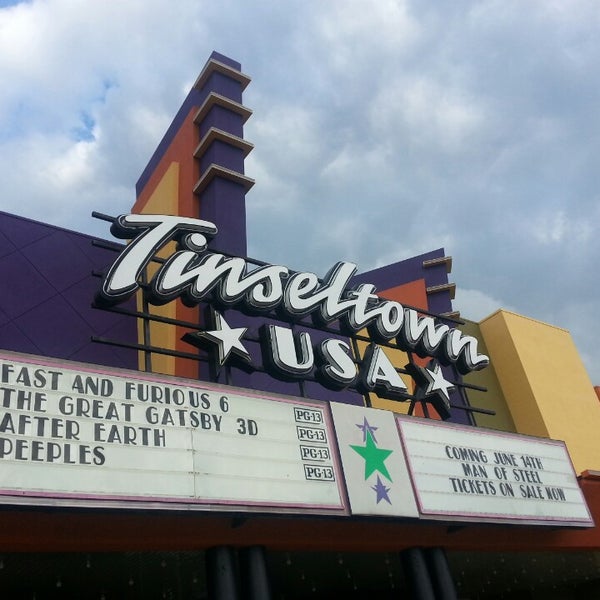 Tinseltown
USA
FAST AND FURIOUS 6 PG-13
THE GREAT GATSBY 3D PG-13
AFTER EARTH PG-13
PEEPLES PG-13
COMING JUNE 14TH
MAN OF STEEL
TICKETS ON SALE NOW